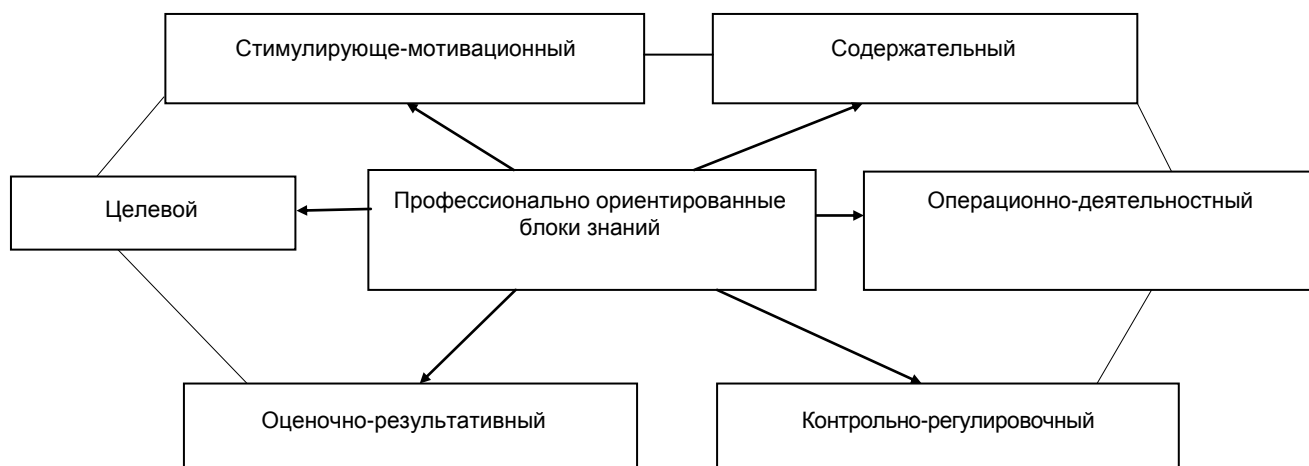 Стимулирующе-мотивационный
Содержательный
Целевой
Профессионально ориентированные
блоки знаний
Операционно-деятельностный
Оценочно-результативный
Контрольно-регулировочный